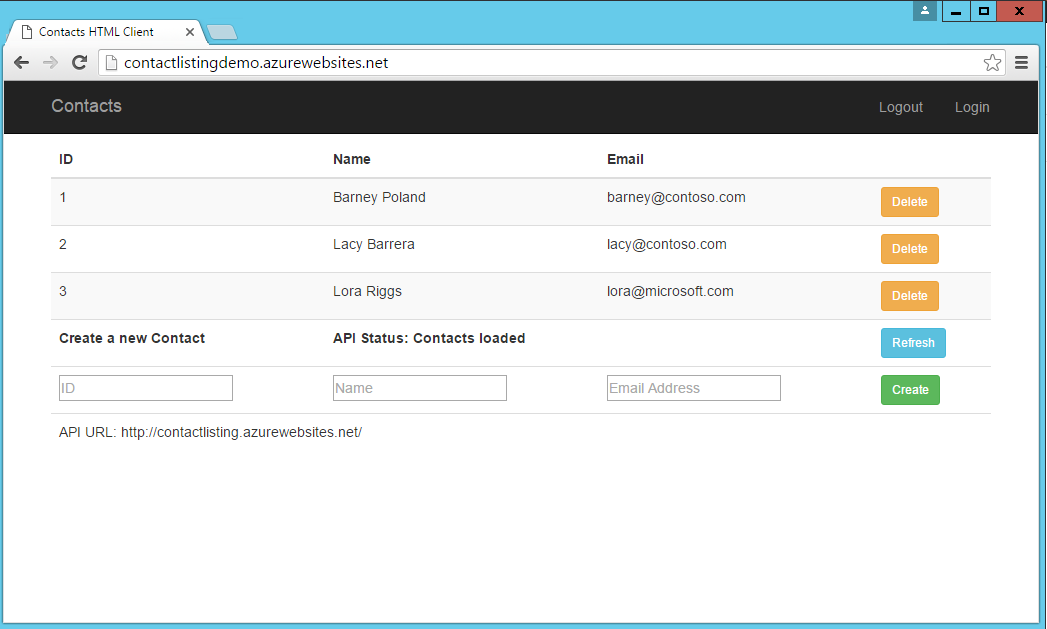 Contacts HTML Client
contactlistingdemo.azurewebsites.net
Contacts Logout Login
ID Name Email
1 Barney Poland barney@contoso.com Delete
2 Lacy Barrera lacy@contoso.com Delete
3 Lora Riggs lora@microsoft.com Delete
Create a new Contact API Status: Contacts loaded Refresh
ID Name Email Address Create
API URL: http://contactlisting.azurewebsites.net/